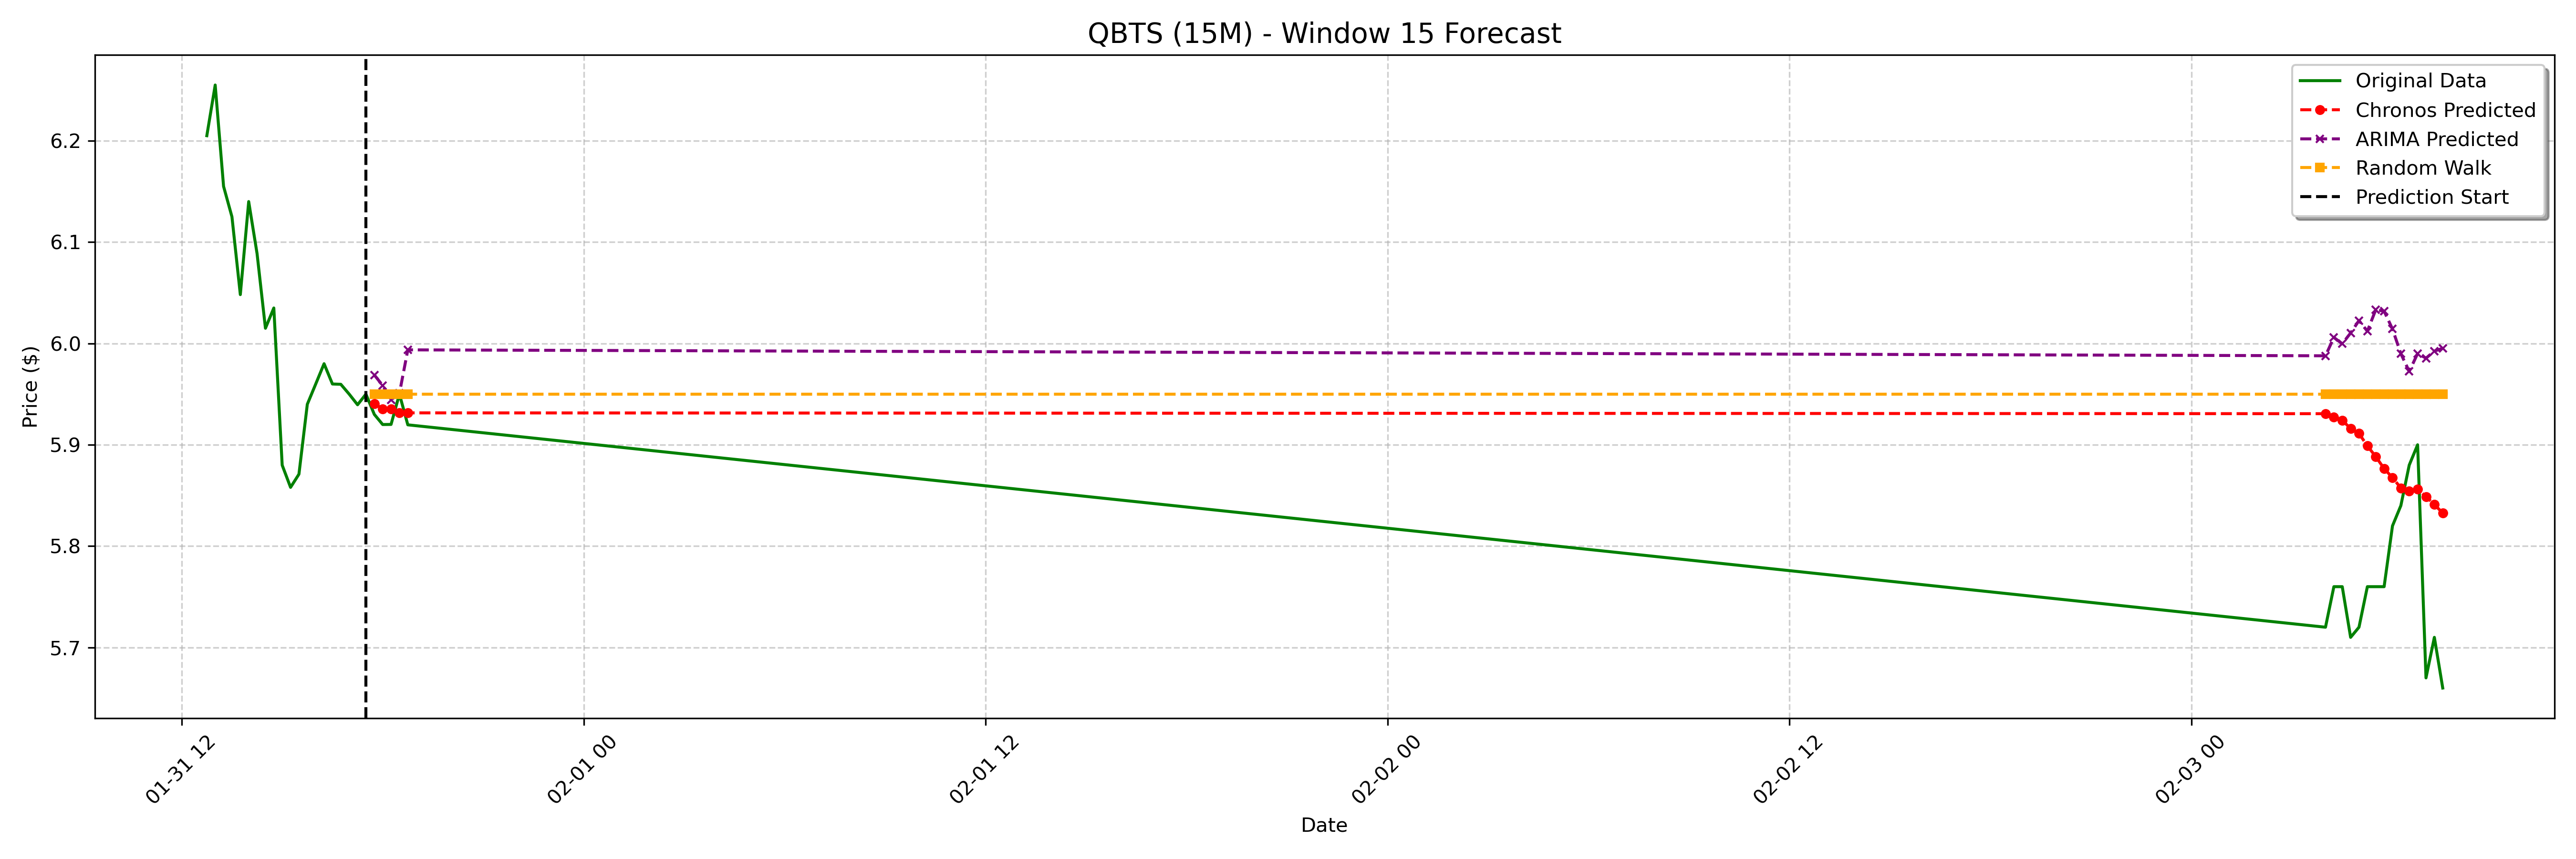 QBTS (15M) - Window 15 Forecast
Original Data
Chronos Predicted
ARIMA Predicted
Random Walk
Prediction Start
Price ($)
6.2
6.1
6.0
5.9
5.8
5.7
01-31 12
02-01 00
02-01 12
02-02 00
02-02 12
02-03 00
Date